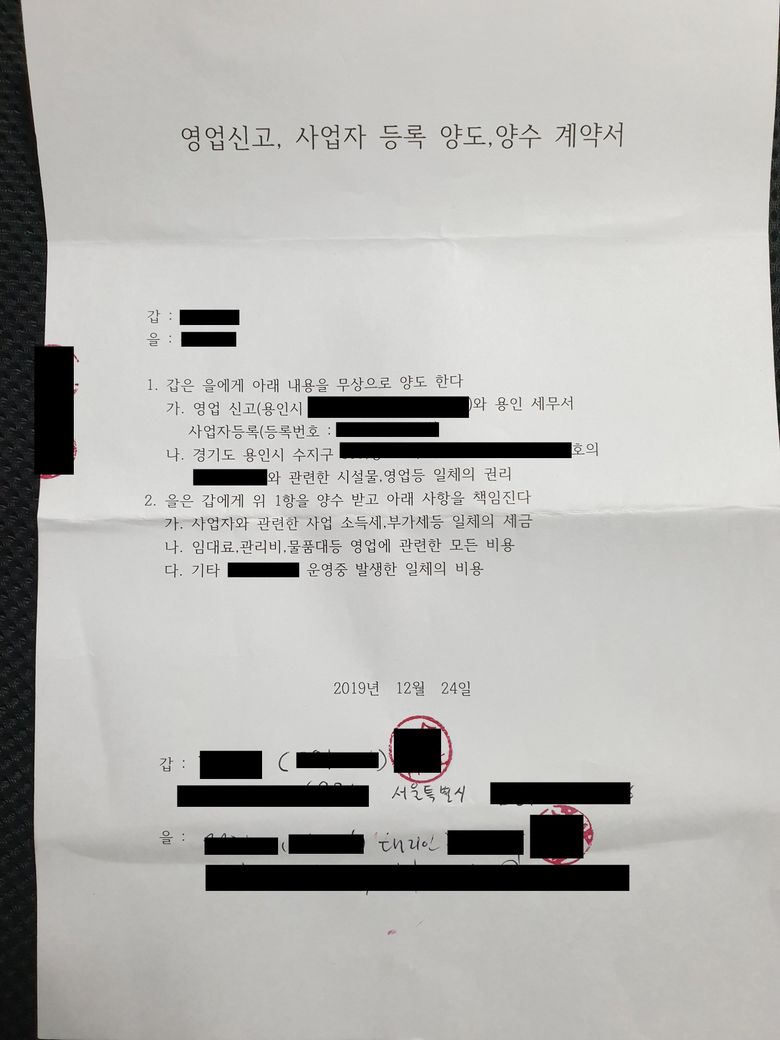 영업신고, 사업자 등록 양도,양수 계약서
갑 :
을 :
1. 갑은 을에게 아래 내용을 무상으로 양도 한다
가. 영업 신고(용인시 )와 용인 세무서
사업자등록(등록번호 :
나. 경기도 용인시 수지구 호의
와 관련한 시설물,영업등 일체의 권리
2. 을은 갑에게 위 1항을 양수 받고 아래 사항을 책임진다
가. 사업자와 관련한 사업 소득세,부가세등 일체의 세금
나. 임대료,관리비,물품대등 영업에 관련한 모든 비용
다. 기타 운영중 발생한 일체의 비용
2019년 12월 24일
갑 : ( )
서울특별시
을 : ( 대리인